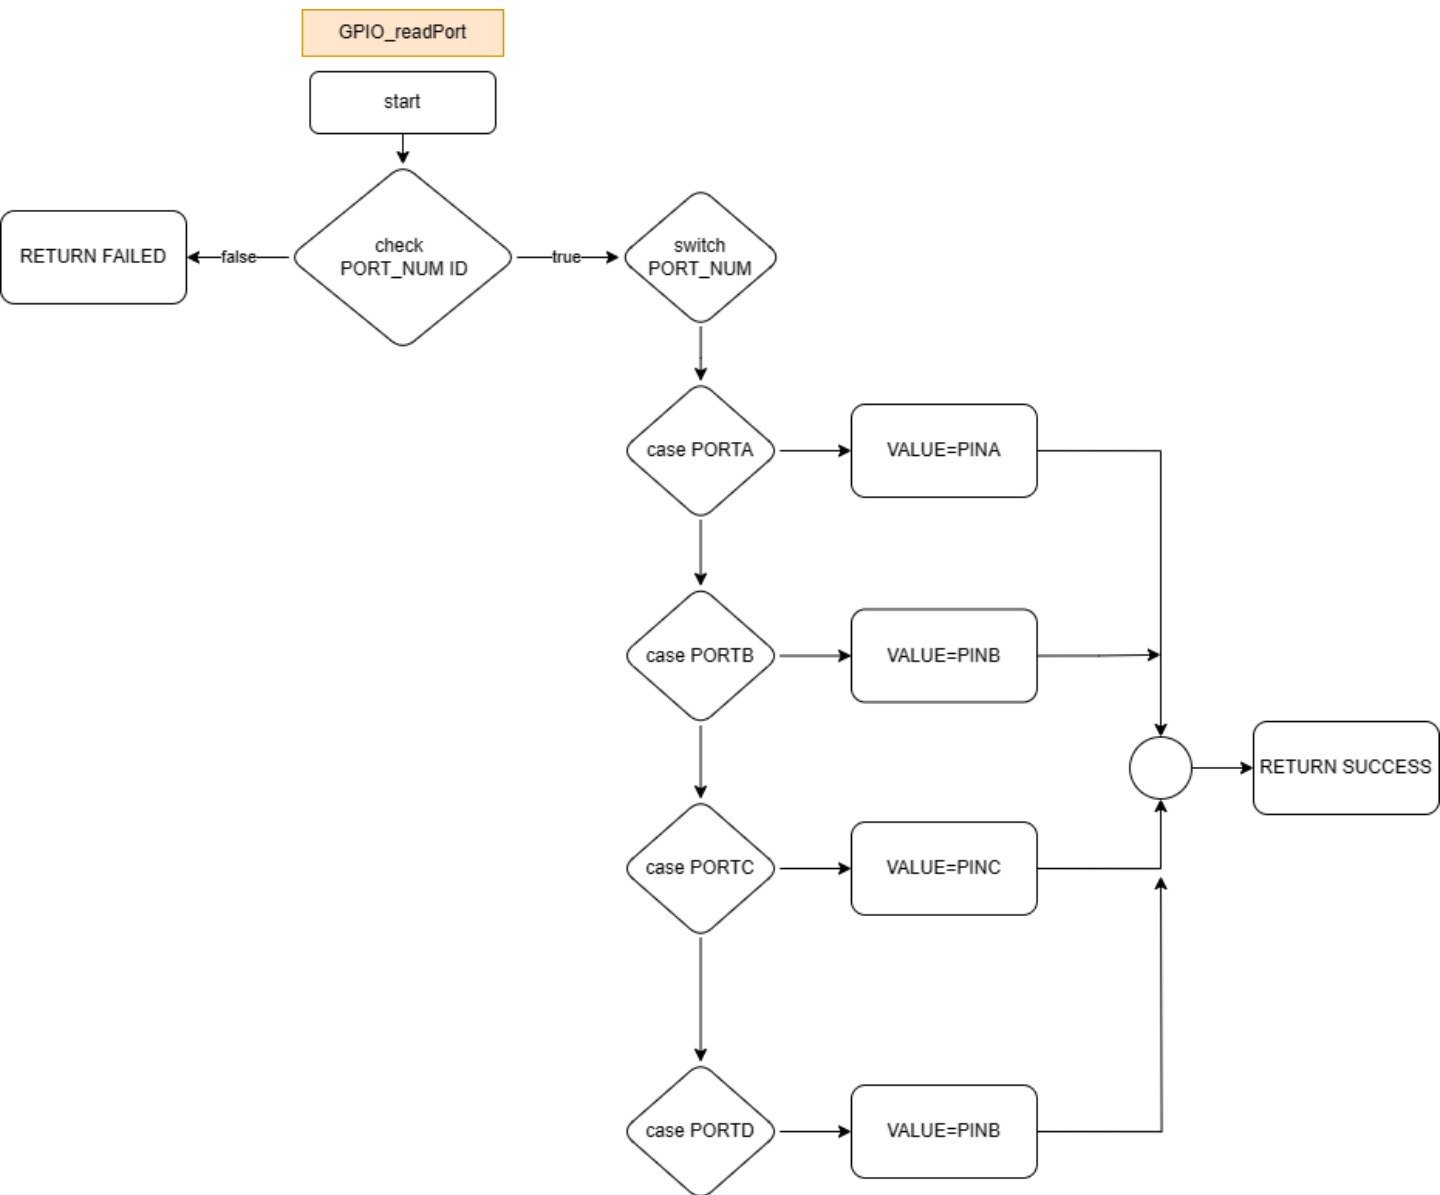 GPIO_readPort
start
check
PORT_NUM ID
RETURN FAILED
false
true
switch
PORT_NUM
case PORTA
VALUE=PINA
case PORTB
VALUE=PINB
RETURN SUCCESS
case PORTC
VALUE=PINC
case PORTD
VALUE=PINB